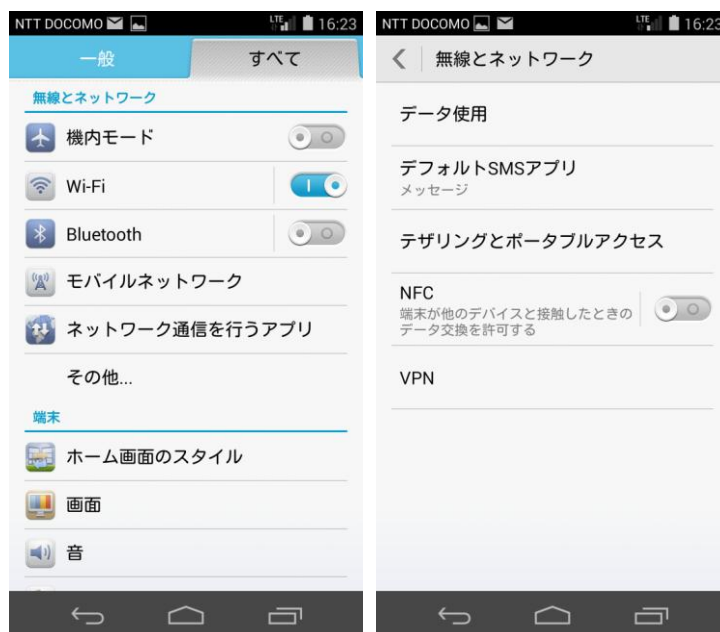 NTT DOCOMO LTE 16:23
一般 すべて
無線とネットワーク
機内モード
Wi-Fi
Bluetooth
モバイルネットワーク
ネットワーク通信を行うアプリ
その他...
端末
ホーム画面のスタイル
画面
音
NTT DOCOMO LTE 16:23
無線とネットワーク
データ使用
デフォルトSMSアプリ
メッセージ
テザリングとポータブルアクセス
NFC
端末が他のデバイスと接触したときの
データ交換を許可する
VPN